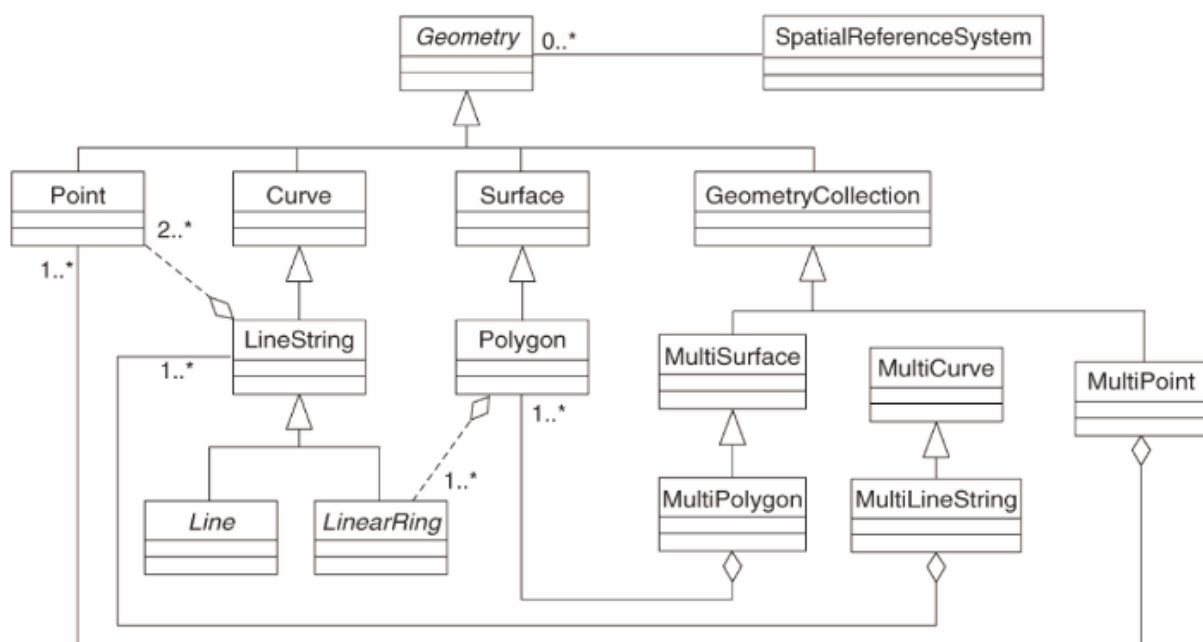 Geometry
0..*
SpatialReferenceSystem
Point
Curve
Surface
GeometryCollection
2..*
1..*
LineString
Polygon
MultiSurface
MultiCurve
MultiPoint
1..*
1..*
1..*
Line
LinearRing
MultiPolygon
MultiLineString